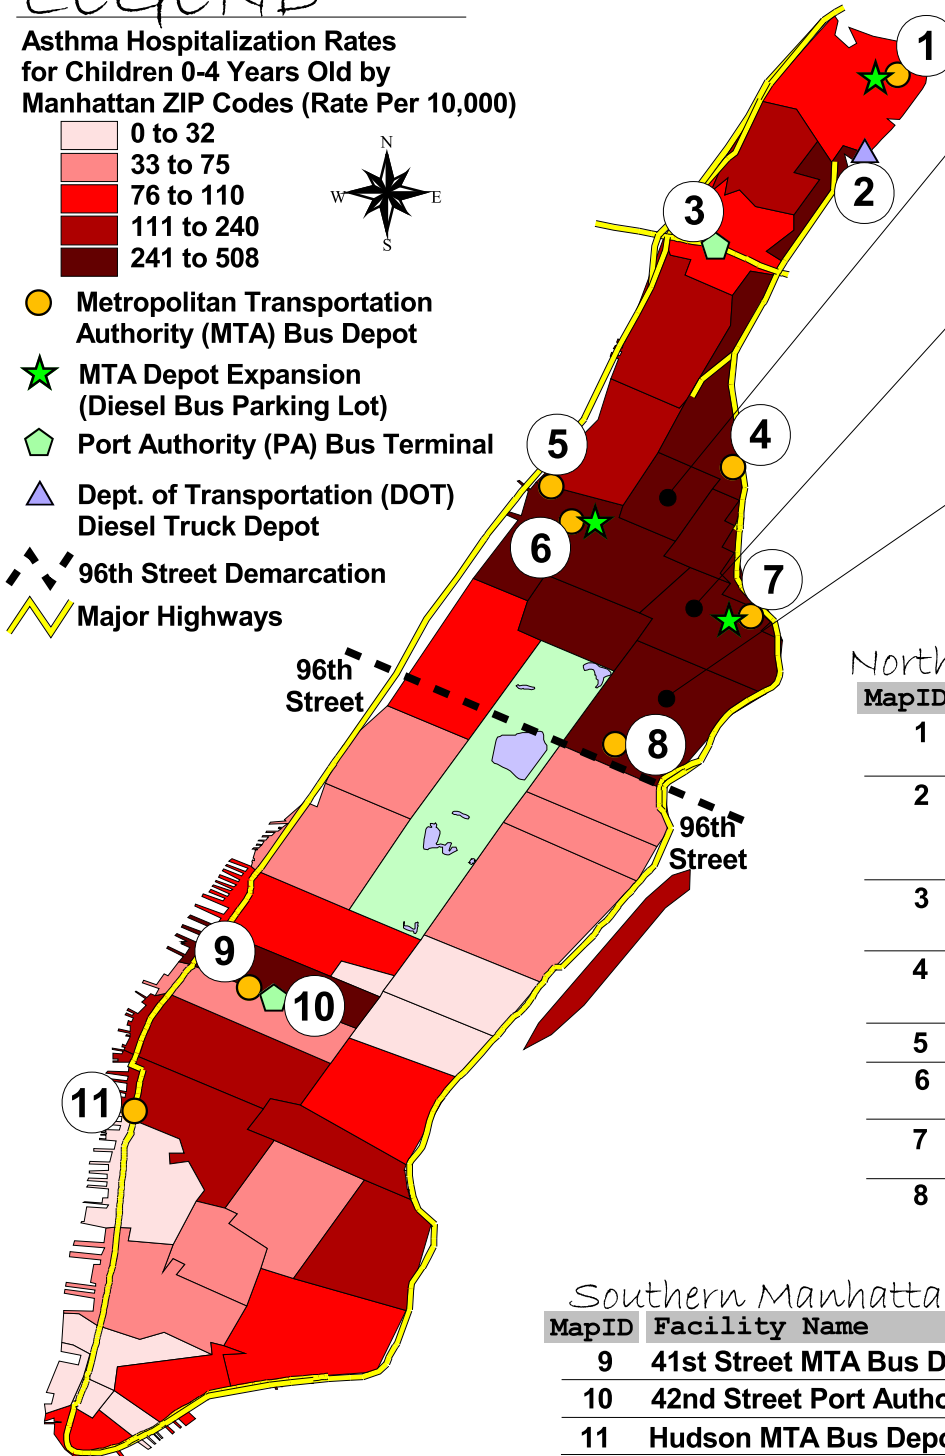 LEGEND
Asthma Hospitalization Rates
for Children 0-4 Years Old by
Manhattan ZIP Codes (Rate Per 10,000)
0 to 32
33 to 75
76 to 110
111 to 240
241 to 508
N
W E
S
Metropolitan Transportation
Authority (MTA) Bus Depot
MTA Depot Expansion
(Diesel Bus Parking Lot)
Port Authority (PA) Bus Terminal
Dept. of Transportation (DOT)
Diesel Truck Depot
96th Street Demarcation
Major Highways
1
2
3
4
5
6
7
96th
Street
8
96th
Street
9
10
11
North
MapID
1
2
3
4
5
6
7
8
Southern Manhatta
MapID Facility Name
9 41st Street MTA Bus D
10 42nd Street Port Autho
11 Hudson MTA Bus Depo